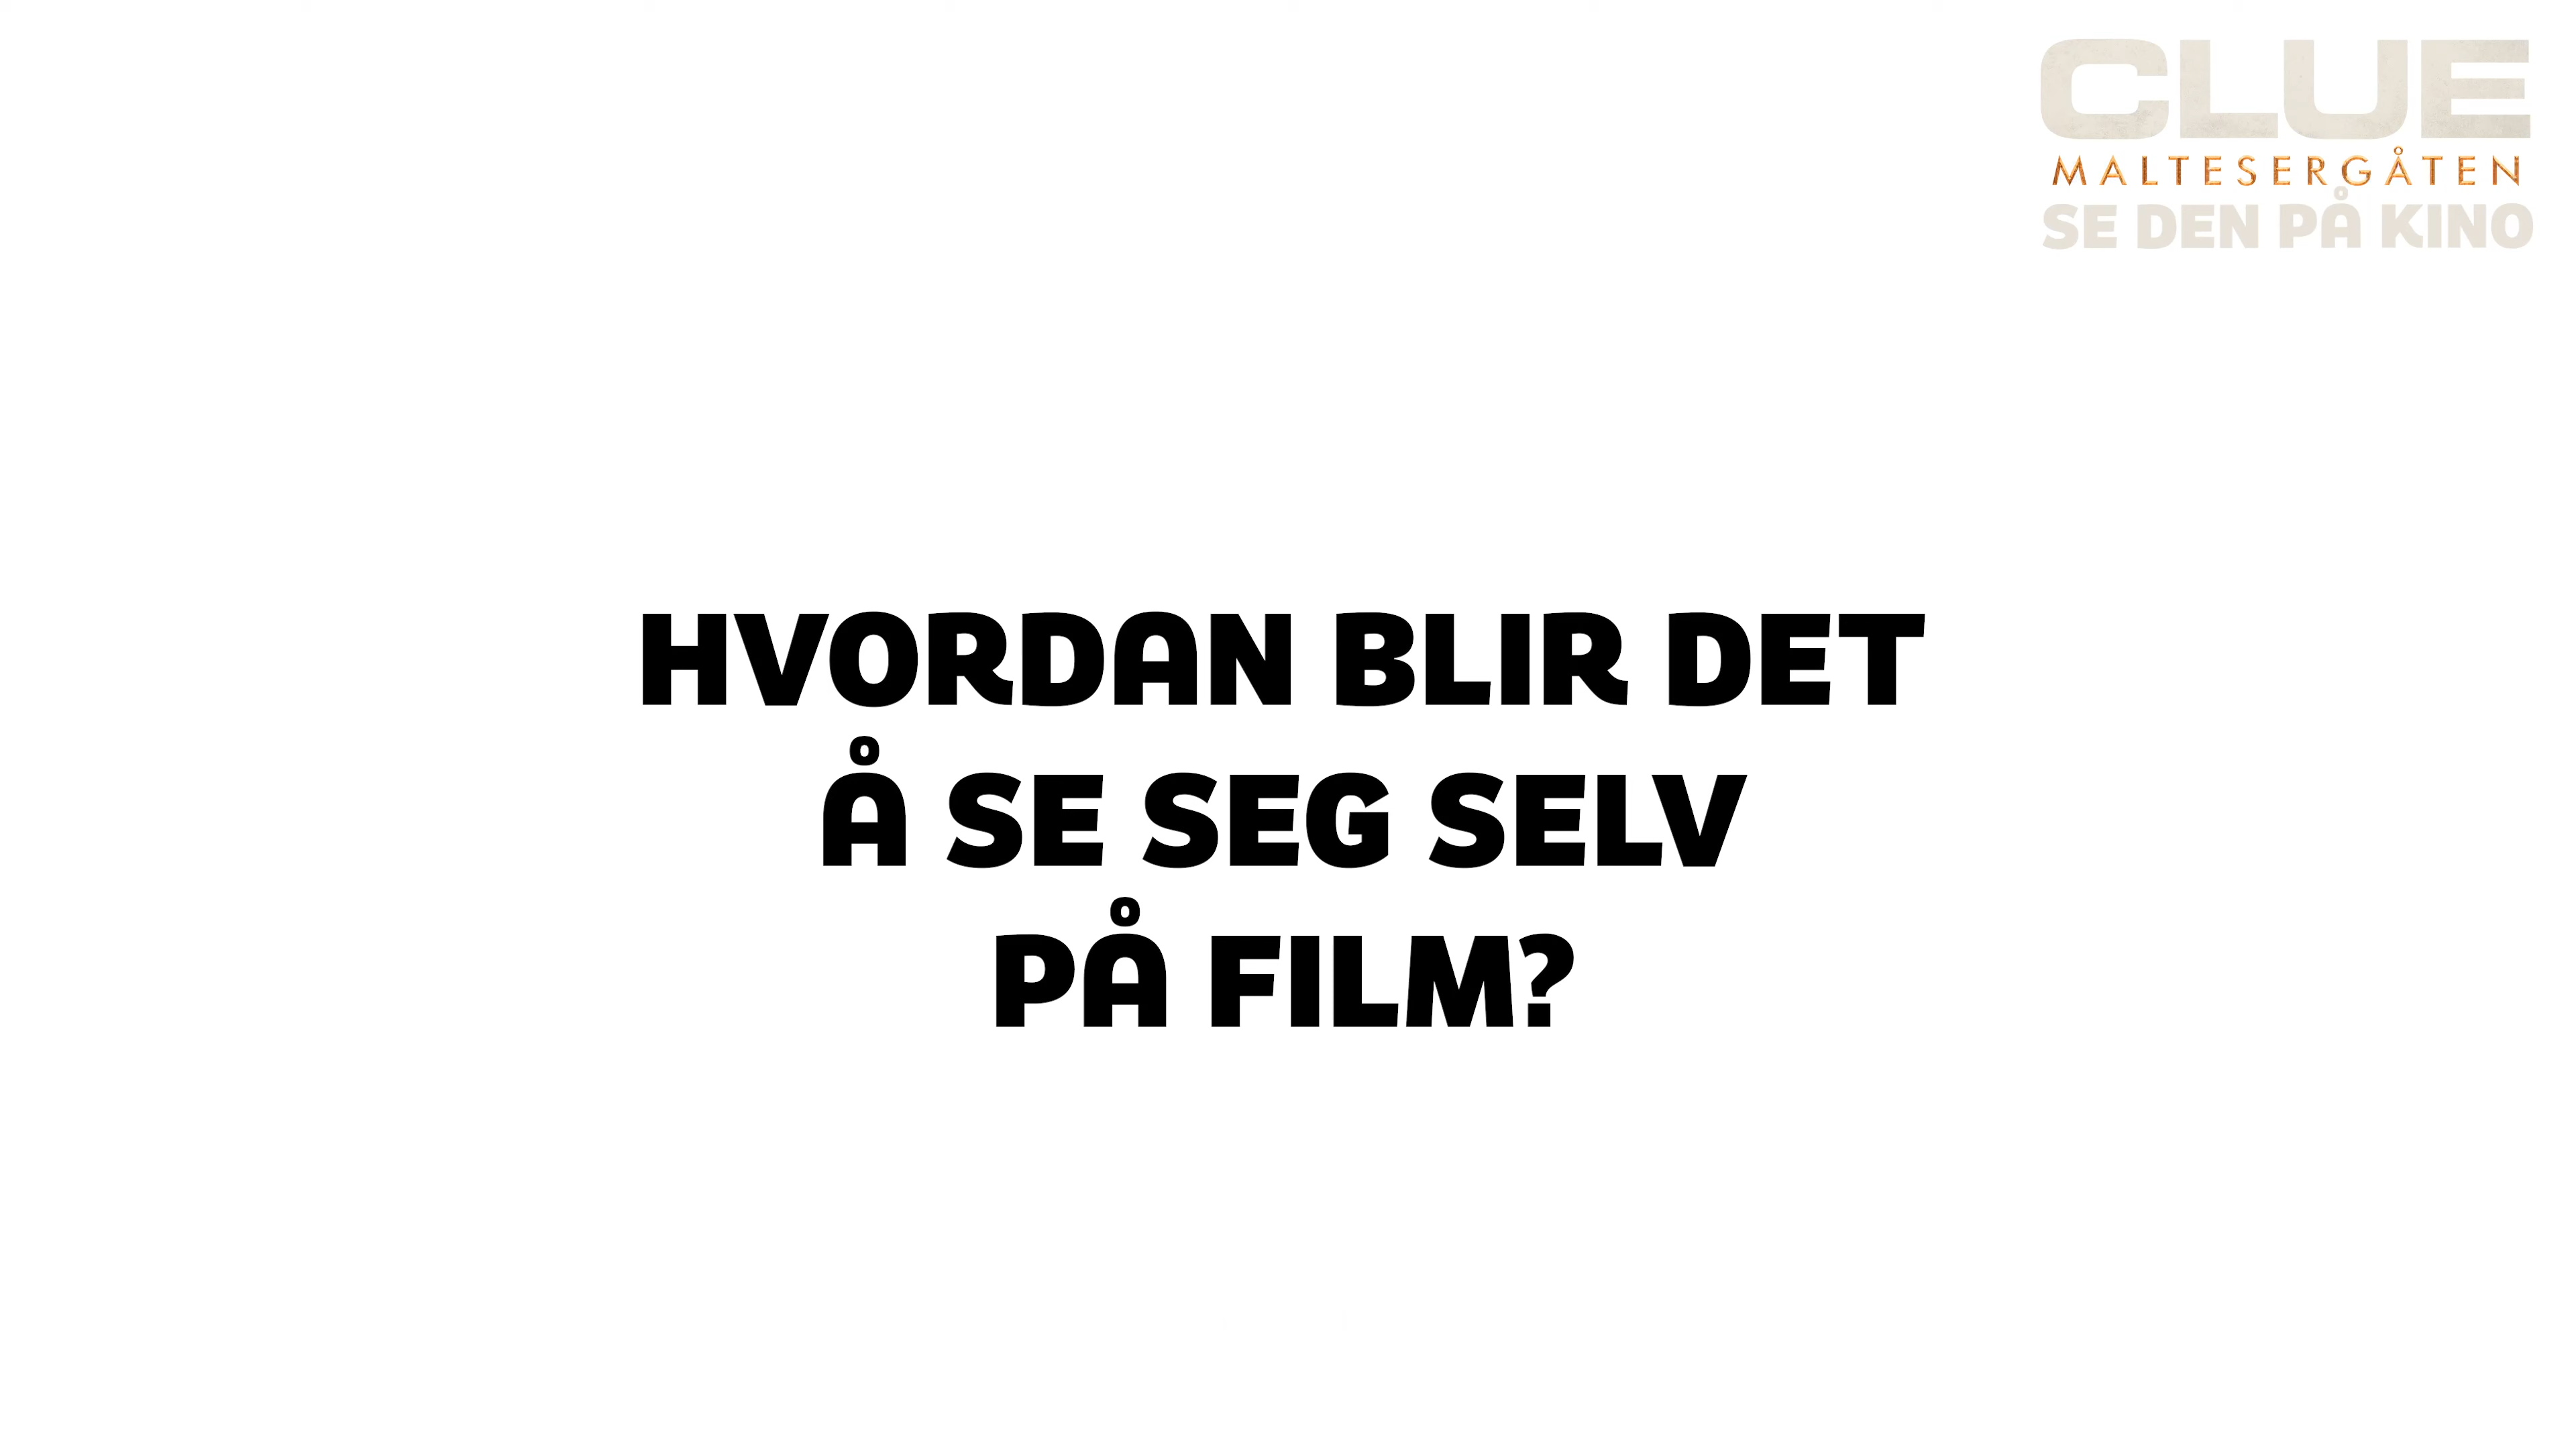 CLUE
MALTESERGÅTEN
SE DEN PÅ KINO
HVORDAN BLIR DET
Å SE SEG SELV
PÅ FILM?